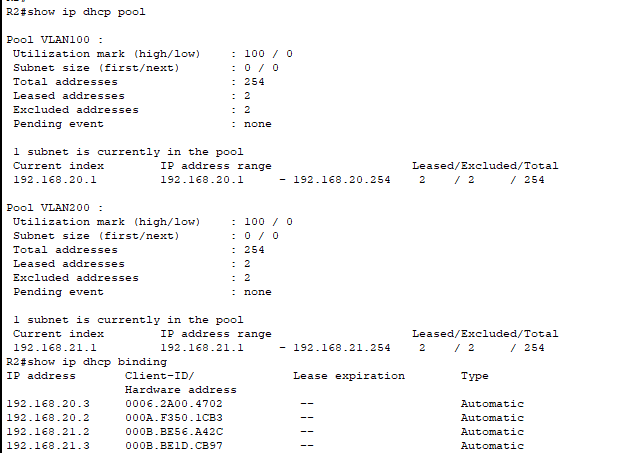 R2#show ip dhcp pool
Pool VLAN100 :
Utilization mark (high/low) : 100 / 0
Subnet size (first/next) : 0 / 0
Total addresses : 254
Leased addresses : 2
Excluded addresses : 2
Pending event : none
1 subnet is currently in the pool
Current index IP address range Leased/Excluded/Total
192.168.20.1 192.168.20.1 - 192.168.20.254 2 / 2 / 254
Pool VLAN200 :
Utilization mark (high/low) : 100 / 0
Subnet size (first/next) : 0 / 0
Total addresses : 254
Leased addresses : 2
Excluded addresses : 2
Pending event : none
1 subnet is currently in the pool
Current index IP address range Leased/Excluded/Total
192.168.21.1 192.168.21.1 - 192.168.21.254 2 / 2 / 254
R2#show ip dhcp binding
IP address Client-ID/ Lease expiration Type
Hardware address
192.168.20.3 0006.2A00.4702 -- Automatic
192.168.20.2 000A.F350.1CB3 -- Automatic
192.168.21.2 000B.BE56.A42C -- Automatic
192.168.21.3 000B.BE1D.CB97 -- Automatic